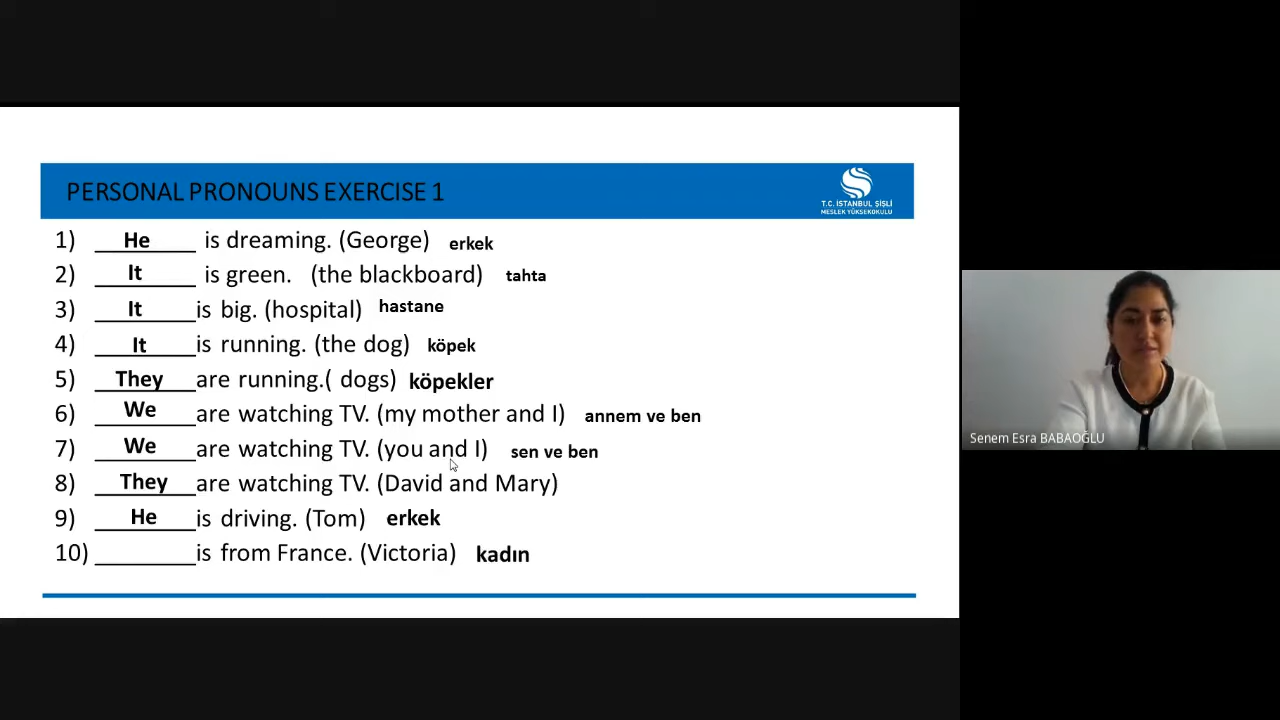 PERSONAL PRONOUNS EXERCISE 1
T.C. İSTANBUL ŞİŞLİ
MESLEK YÜKSEKOKULU
1) He is dreaming. (George) erkek
2) It is green. (the blackboard) tahta
3) It is big. (hospital) hastane
4) It is running. (the dog) köpek
5) They are running.( dogs) köpekler
6) We are watching TV. (my mother and I) annem ve ben
7) We are watching TV. (you and I) sen ve ben
8) They are watching TV. (David and Mary)
9) He is driving. (Tom) erkek
10) ________ is from France. (Victoria) kadın
Senem Esra BABAOĞLU